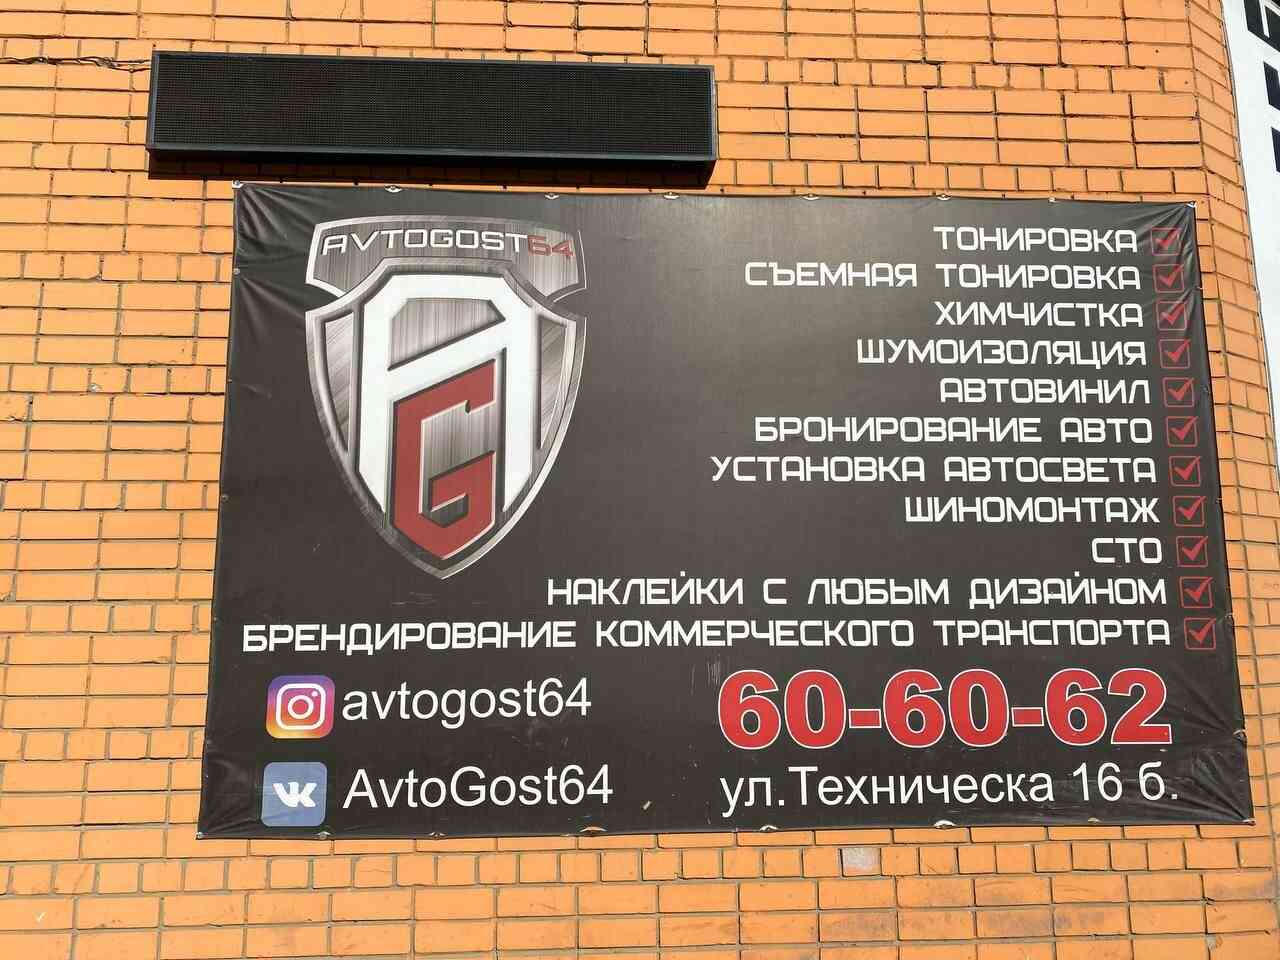 AVTOGOST64
AG
ТОНИРОВКА
СЪЕМНАЯ ТОНИРОВКА
ХИМЧИСТКА
ШУМОИЗОЛЯЦИЯ
АВТОВИНИЛ
БРОНИРОВАНИЕ АВТО
УСТАНОВКА АВТОСВЕТА
ШИНОМОНТАЖ
СТО
НАКЛЕЙКИ С ЛЮБЫМ ДИЗАЙНОМ
БРЕНДИРОВАНИЕ КОММЕРЧЕСКОГО ТРАНСПОРТА
avtogost64
60-60-62
AvtoGost64
ул.Техническа 16 б.